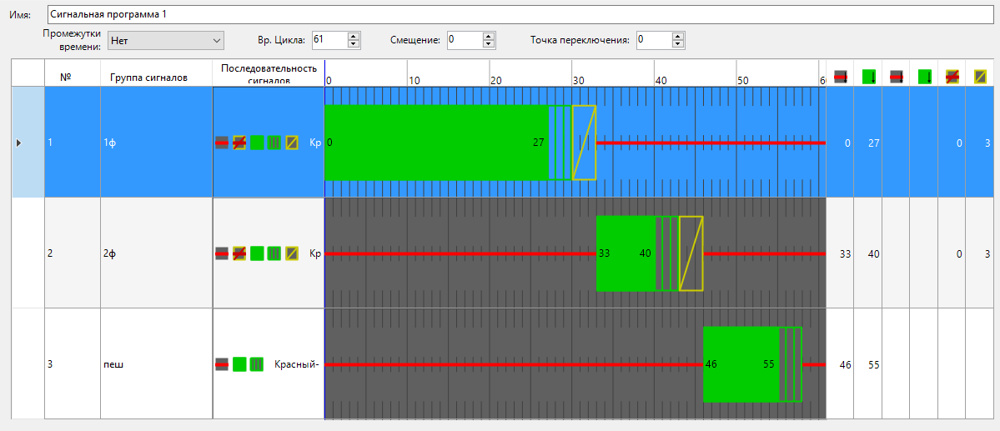 Имя: Сигнальная программа 1
Промежутки времени: Нет Вр. Цикла: 61 Смещение: 0 Точка переключения: 0
№ Группа сигналов Последовательность сигналов 0 10 20 30 40 50 60
1 1ф Кр 0 27 0 27 0 3
2 2ф Кр 33 40 33 40 0 3
3 пеш Красный- 46 55 46 55